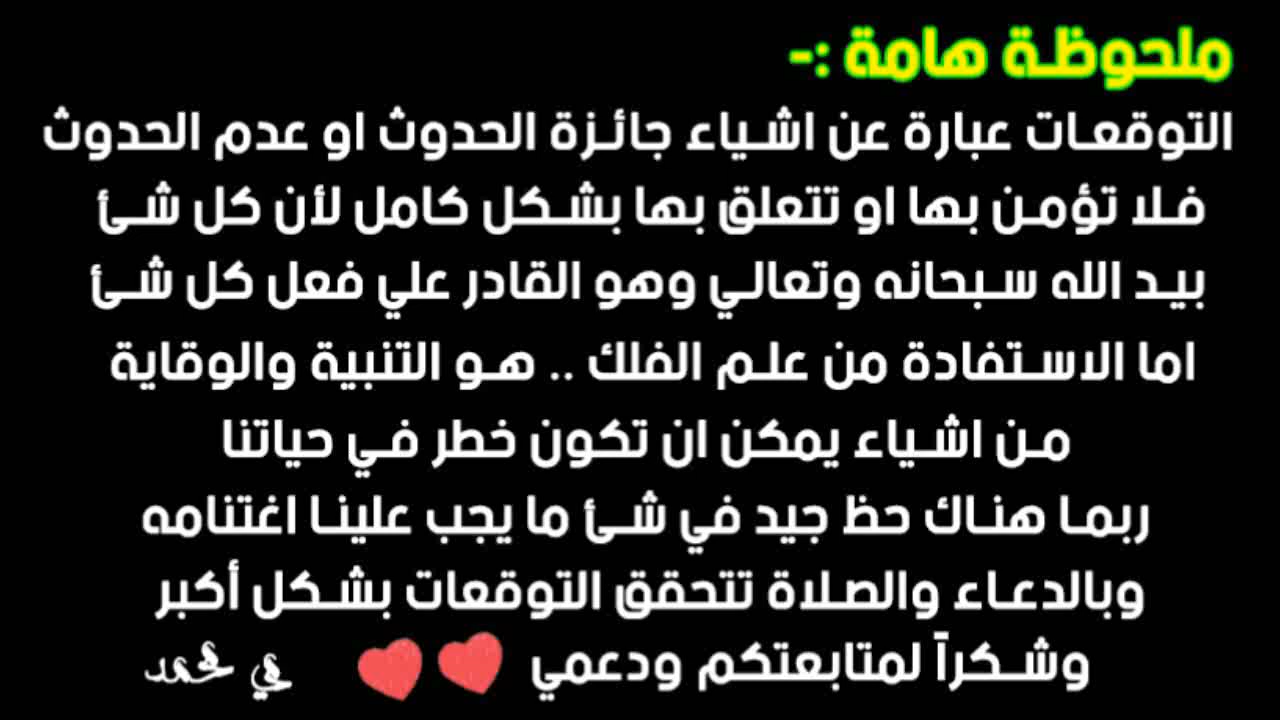 ملحوظة هامة :-
التوقعات عبارة عن اشياء جائزة الحدوث او عدم الحدوث
فلا تؤمن بها او تتعلق بها بشكل كامل لأن كل شئ
بيد الله سبحانه وتعالي وهو القادر علي فعل كل شئ
اما الاستفادة من علم الفلك .. هو التنبية والوقاية
من اشياء يمكن ان تكون خطر في حياتنا
ربما هناك حظ جيد في شئ ما يجب علينا اغتنامه
وبالدعاء والصلاة تتحقق التوقعات بشكل أكبر
وشكراً لمتابعتكم ودعمي محمد